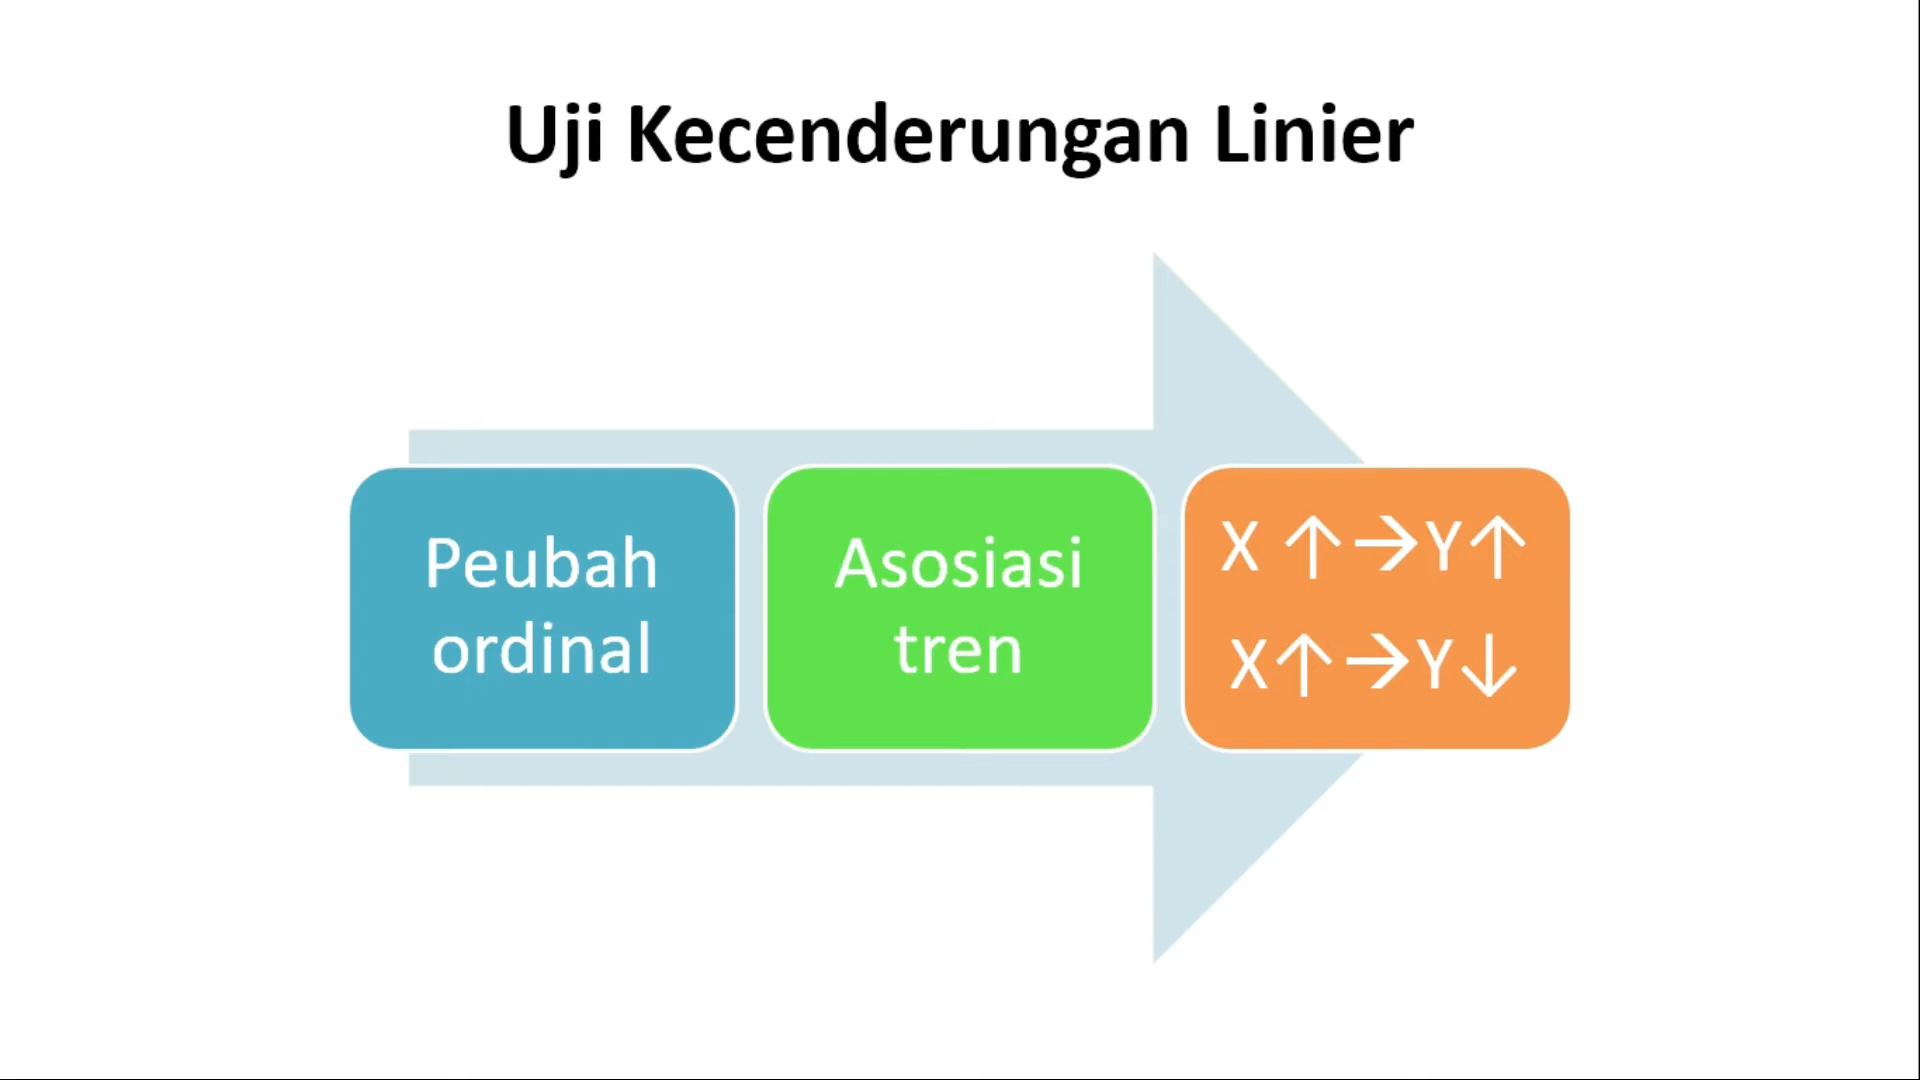 Uji Kecenderungan Linier
Peubah
ordinal
Asosiasi
tren
X ↑→Y↑
X↑→Y↓